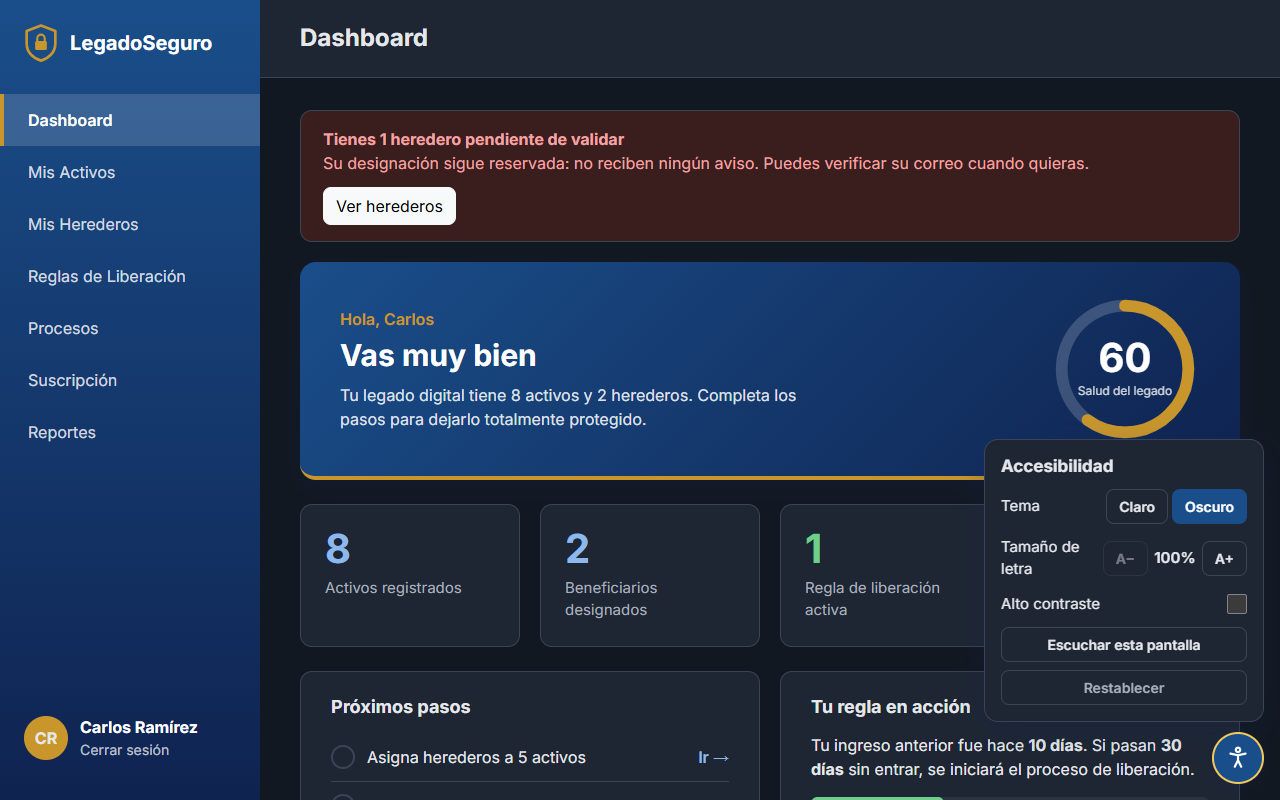 LegadoSeguro
Dashboard
Mis Activos
Mis Herederos
Reglas de Liberación
Procesos
Suscripción
Reportes
CR
Carlos Ramírez
Cerrar sesión
Dashboard
Tienes 1 heredero pendiente de validar
Su designación sigue reservada: no reciben ningún aviso. Puedes verificar su correo cuando quieras.
Ver herederos
Hola, Carlos
Vas muy bien
Tu legado digital tiene 8 activos y 2 herederos. Completa los
pasos para dejarlo totalmente protegido.
60
Salud del legado
8
Activos registrados
2
Beneficiarios
designados
1
Regla de liberación
activa
Próximos pasos
Asigna herederos a 5 activos
Ir →
Tu regla en acción
Tu ingreso anterior fue hace 10 días. Si pasan 30
días sin entrar, se iniciará el proceso de liberación.
Accesibilidad
Tema
Claro
Oscuro
Tamaño de
letra
A−
100%
A+
Alto contraste
Escuchar esta pantalla
Restablecer